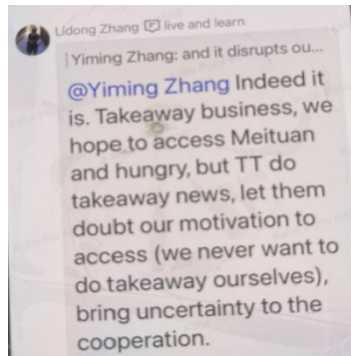 Lidong Zhang live and learn
Yiming Zhang: and it disrupts ou...
@Yiming Zhang Indeed it
is. Takeaway business, we
hope to access Meituan
and hungry, but TT do
takeaway news, let them
doubt our motivation to
access (we never want to
do takeaway ourselves),
bring uncertainty to the
cooperation.